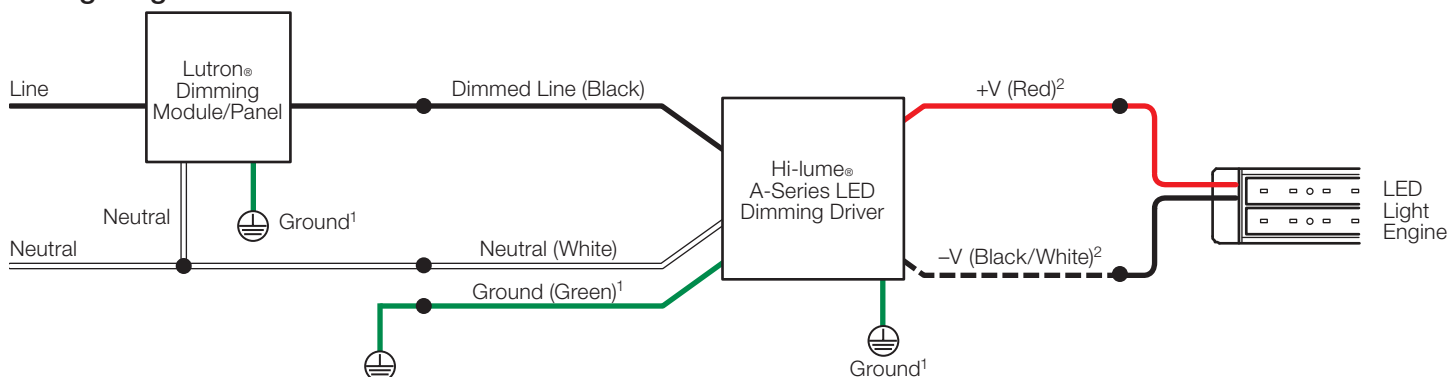 Line
Lutron®
Dimming
Module/Panel
Dimmed Line (Black)
+V (Red)²
Hi-lume®
A-Series LED
Dimming Driver
LED
Light
Engine
Neutral
Ground¹
Neutral
Neutral (White)
–V (Black/White)²
Ground (Green)¹
Ground¹